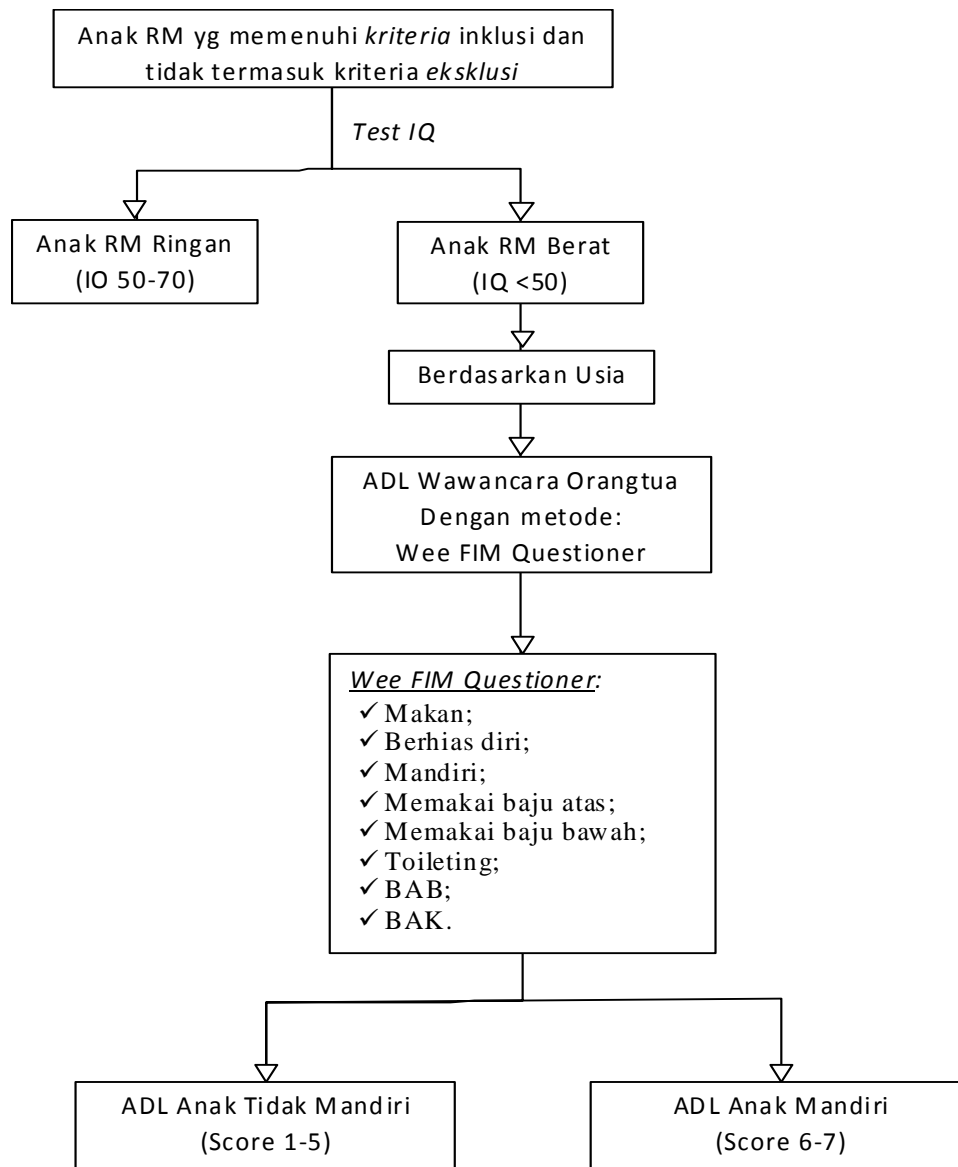 Anak RM yg memenuhi kriteria inklusi dan
tidak termasuk kriteria eksklusi
Test IQ
Anak RM Ringan
(IO 50-70)
Anak RM Berat
(IQ <50)
Berdasarkan Usia
ADL Wawancara Orangtua
Dengan metode:
Wee FIM Questioner
Wee FIM Questioner:
✓ Makan;
✓ Berhias diri;
✓ Mandiri;
✓ Memakai baju atas;
✓ Memakai baju bawah;
✓ Toileting;
✓ BAB;
✓ BAK.
ADL Anak Tidak Mandiri
(Score 1-5)
ADL Anak Mandiri
(Score 6-7)